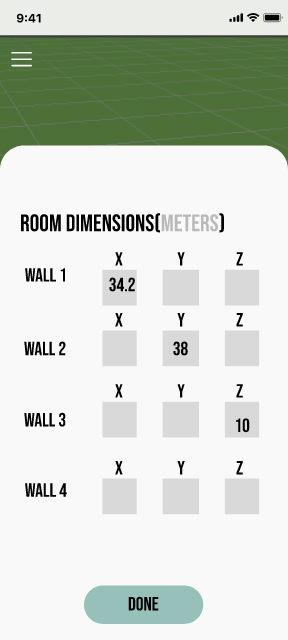 9:41
ROOM DIMENSIONS(METERS)
X Y Z
WALL 1 34.2
X Y Z
WALL 2 38
X Y Z
WALL 3 10
X Y Z
WALL 4
DONE